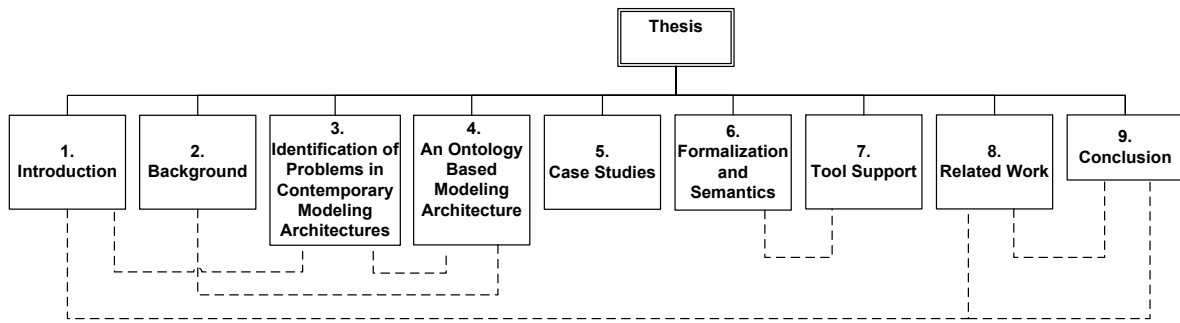 Thesis
1.
Introduction
2.
Background
3.
Identification of
Problems in
Contemporary
Modeling
Architectures
4.
An Ontology
Based
Modeling
Architecture
5.
Case Studies
6.
Formalization
and
Semantics
7.
Tool Support
8.
Related Work
9.
Conclusion